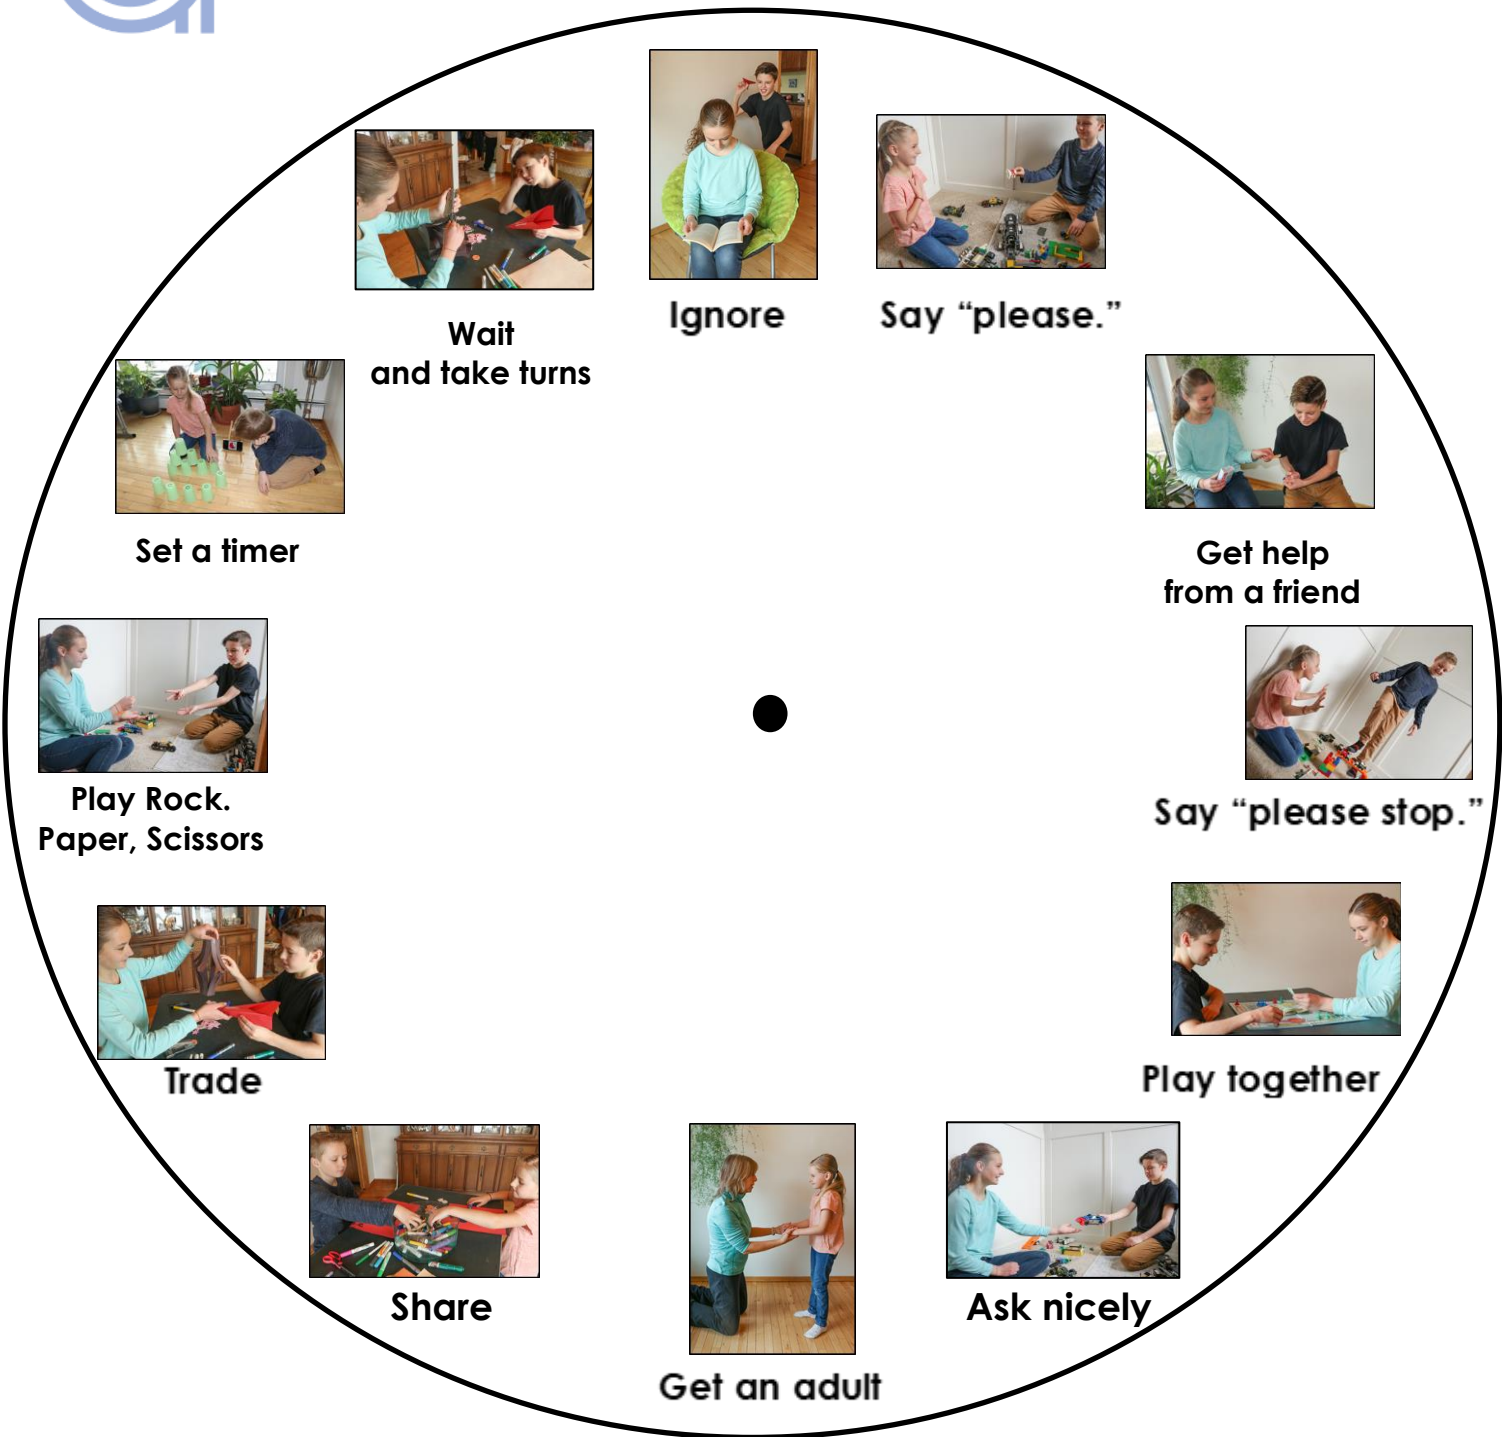 Ignore
Say “please.”
Wait
and take turns
Get help
from a friend
Set a timer
Say “please stop.”
Play Rock.
Paper, Scissors
Play together
Trade
Share
Ask nicely
Get an adult